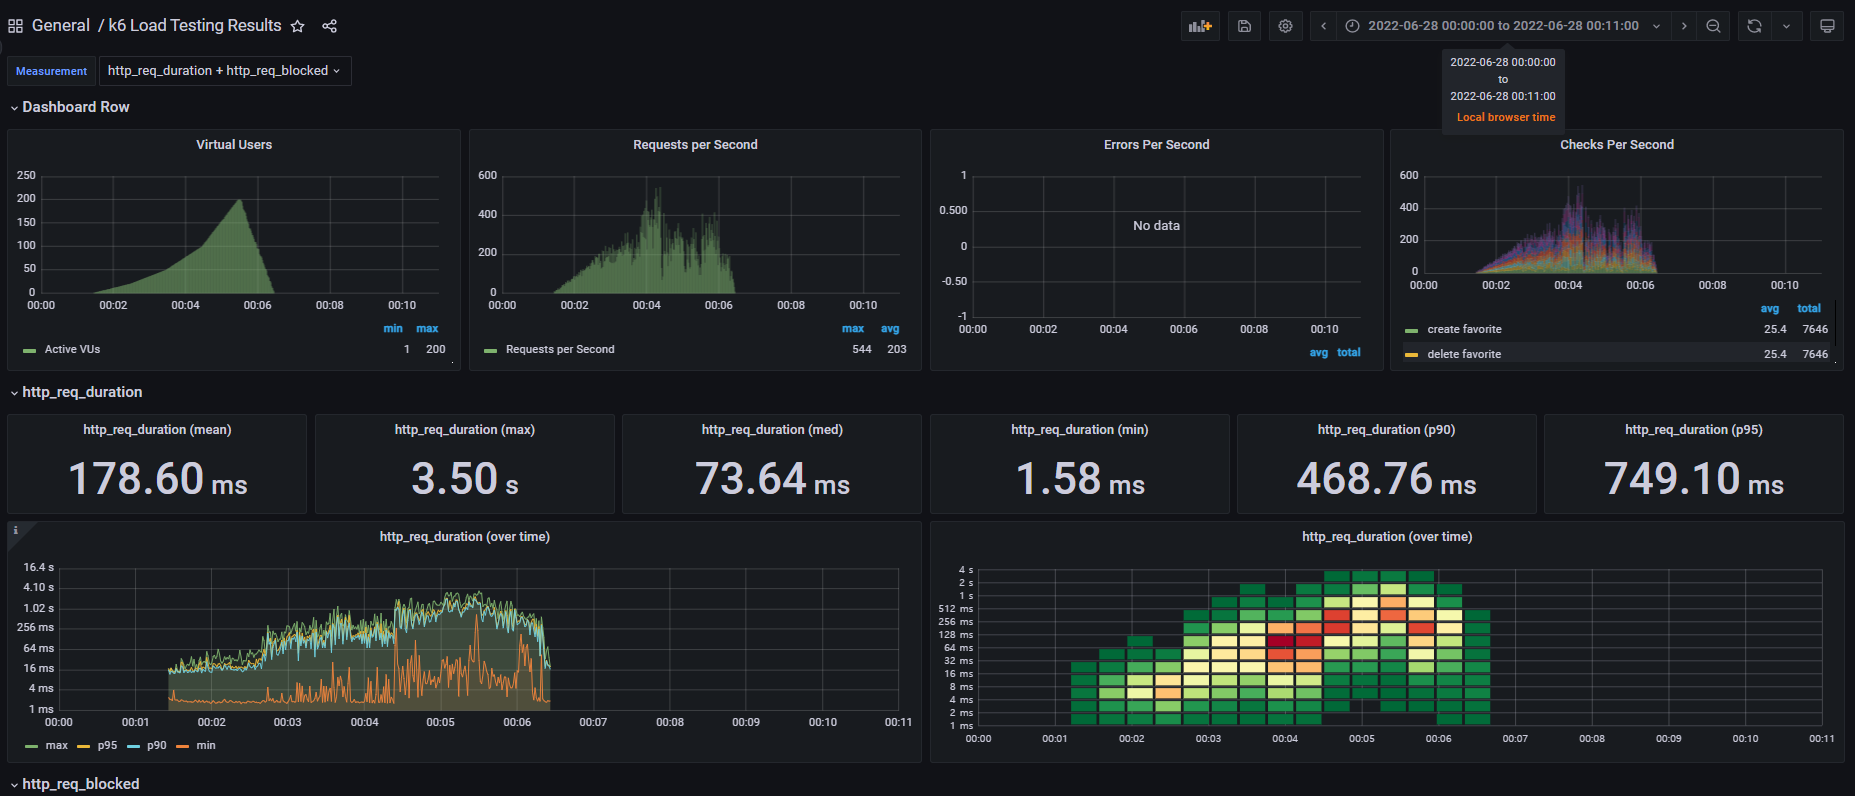 General / k6 Load Testing Results
2022-06-28 00:00:00 to 2022-06-28 00:11:00
2022-06-28 00:00:00
to
2022-06-28 00:11:00
Local browser time
Measurement http_req_duration + http_req_blocked
Dashboard Row
Virtual Users
250
200
150
100
50
0
00:00 00:02 00:04 00:06 00:08 00:10
min max
Active VUs 1 200
Requests per Second
600
400
200
0
00:00 00:02 00:04 00:06 00:08 00:10
max avg
Requests per Second 544 203
Errors Per Second
1
0.500
0
-0.50
-1
No data
00:00 00:02 00:04 00:06 00:08 00:10
avg total
Checks Per Second
600
400
200
0
00:00 00:02 00:04 00:06 00:08 00:10
avg total
create favorite 25.4 7646
delete favorite 25.4 7646
http_req_duration
http_req_duration (mean)
178.60 ms
http_req_duration (max)
3.50 s
http_req_duration (med)
73.64 ms
http_req_duration (min)
1.58 ms
http_req_duration (p90)
468.76 ms
http_req_duration (p95)
749.10 ms
i
http_req_duration (over time)
16.4 s
4.10 s
1.02 s
256 ms
64 ms
16 ms
4 ms
1 ms
00:00 00:01 00:02 00:03 00:04 00:05 00:06 00:07 00:08 00:09 00:10 00:11
max p95 p90 min
http_req_duration (over time)
4 s
2 s
1 s
512 ms
256 ms
128 ms
64 ms
32 ms
16 ms
8 ms
4 ms
2 ms
1 ms
00:00 00:01 00:02 00:03 00:04 00:05 00:06 00:07 00:08 00:09 00:10 00:11
http_req_blocked